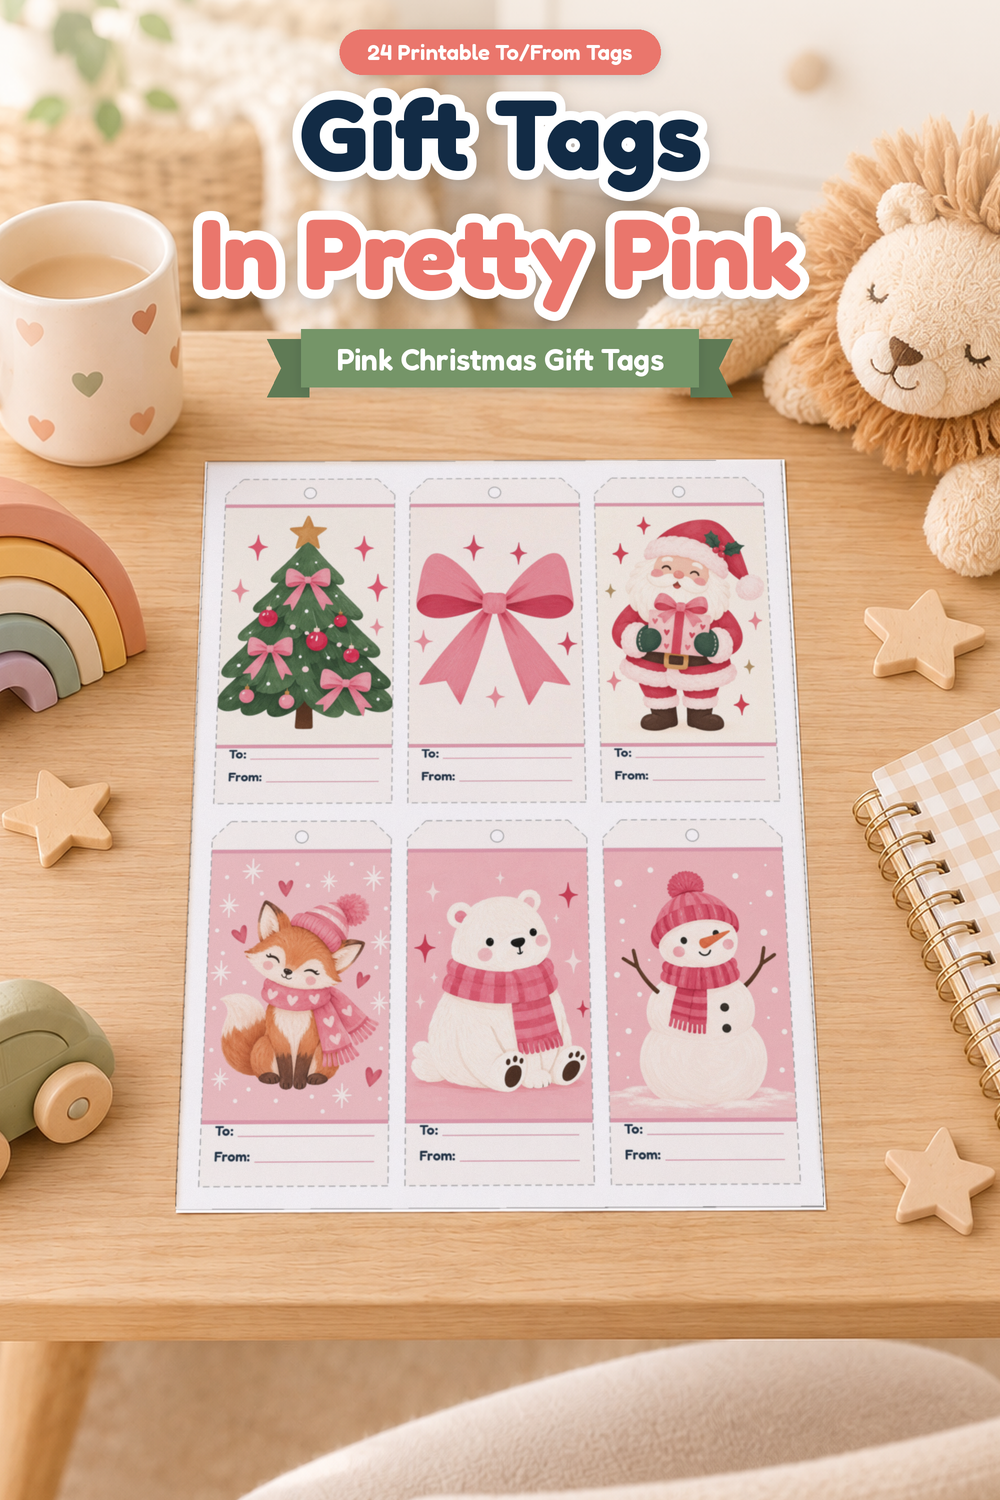 24 Printable To/From Tags
Gift Tags
In Pretty Pink
Pink Christmas Gift Tags
To:
From:
To:
From:
To:
From:
To:
From:
To:
From:
To:
From: